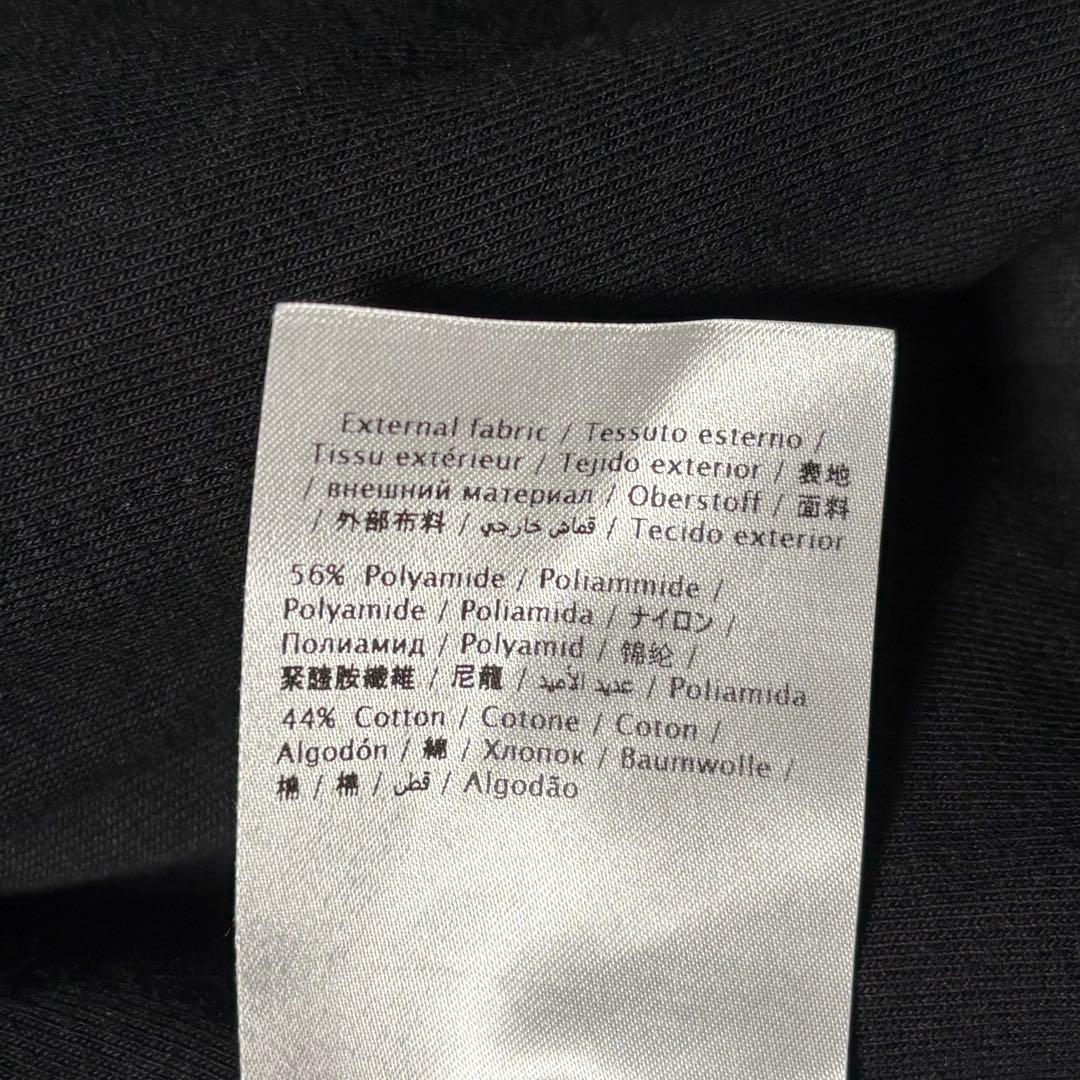 External fabric / Tessuto esterno /
Tissu extérieur / Tejido exterior / 表地
/ внешний материал / Oberstoff / 面料
/ 外部布料 / قماش خارجي / Tecido exterior
56% Polyamide / Poliammide /
Polyamide / Poliamida / ナイロン /
Полиамид / Polyamid / 锦纶 /
聚醯胺纖維 / 尼龍 / عديد الأميد / Poliamida
44% Cotton / Cotone / Coton /
Algodón / 綿 / Хлопок / Baumwolle /
棉 / 棉 / قطن / Algodão